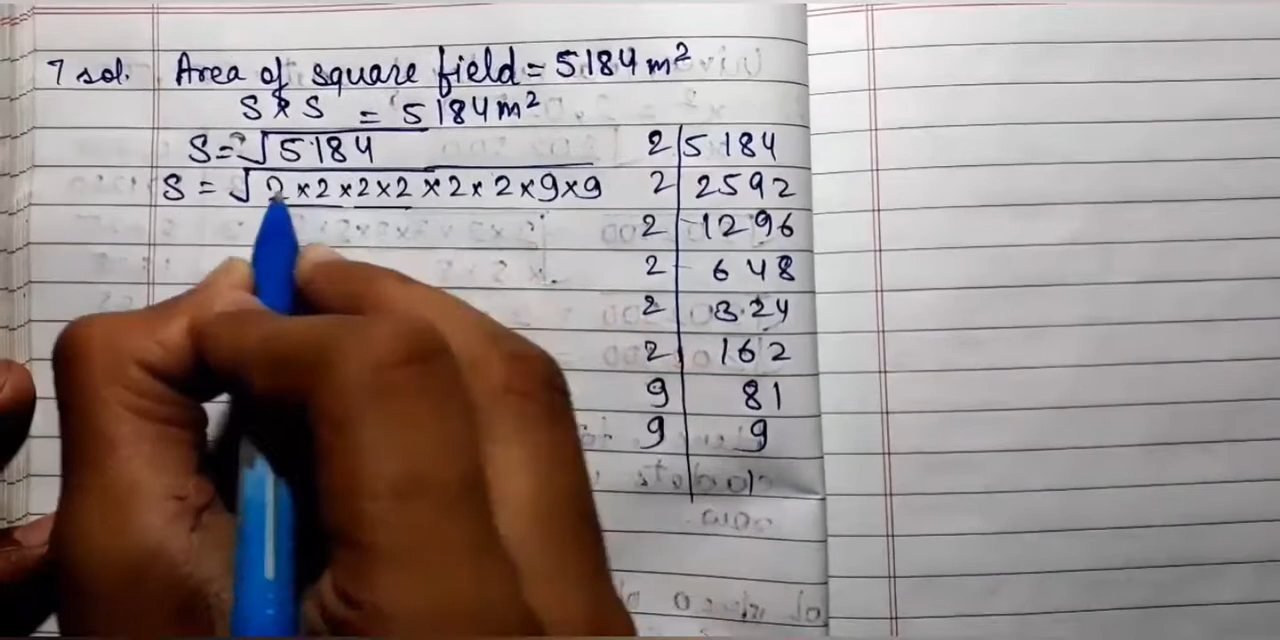 7 sol. Area of square field = 5184 m²
S × S = 5184 m²
S = √5184
S = √2×2×2×2×2×2×9×9
2 | 5184
2 | 2592
2 | 1296
2 | 648
2 | 324
2 | 162
9 | 81
9 | 9
| 1